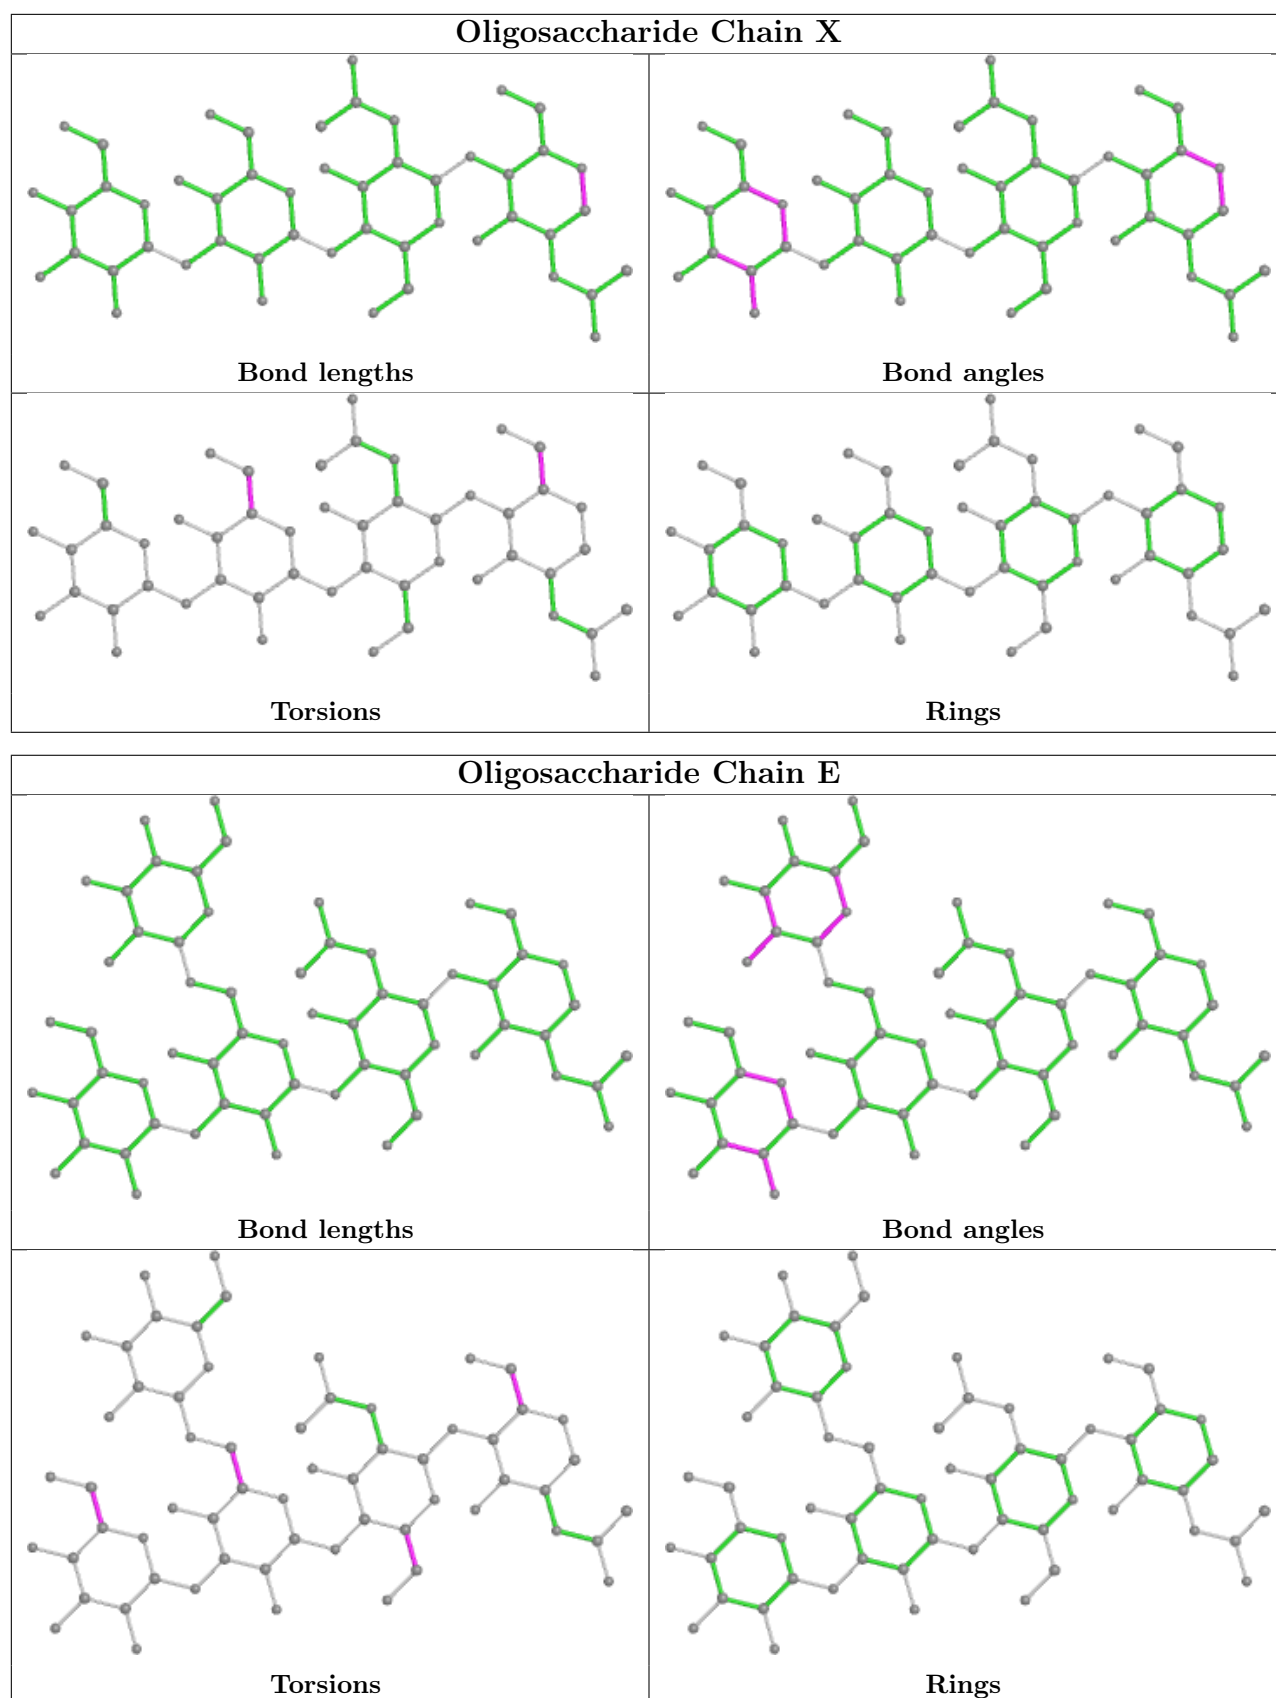 Oligosaccharide Chain X
Bond lengths
Bond angles
Torsions
Rings
Oligosaccharide Chain E
Bond lengths
Bond angles
Torsions
Rings